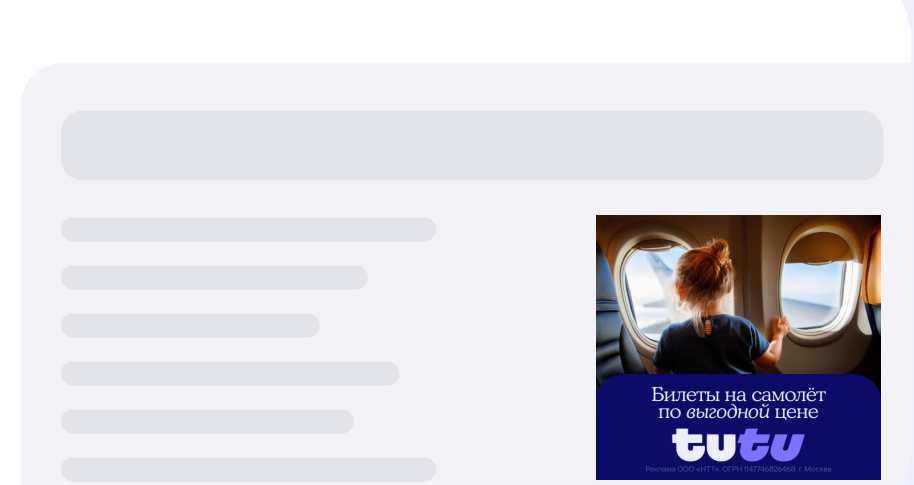 Билеты на самолёт
по выгодной цене
tutu
Реклама ООО «НТТ». ОГРН 1147746826468. г. Москва